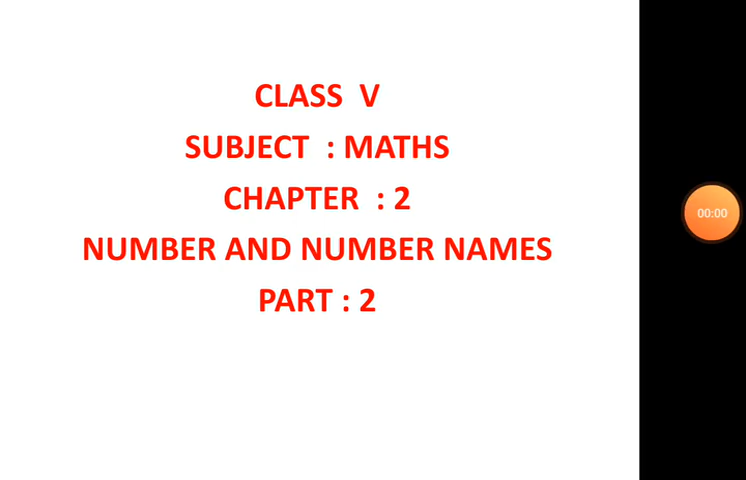 CLASS V
SUBJECT : MATHS
CHAPTER : 2
NUMBER AND NUMBER NAMES
PART : 2
00:00